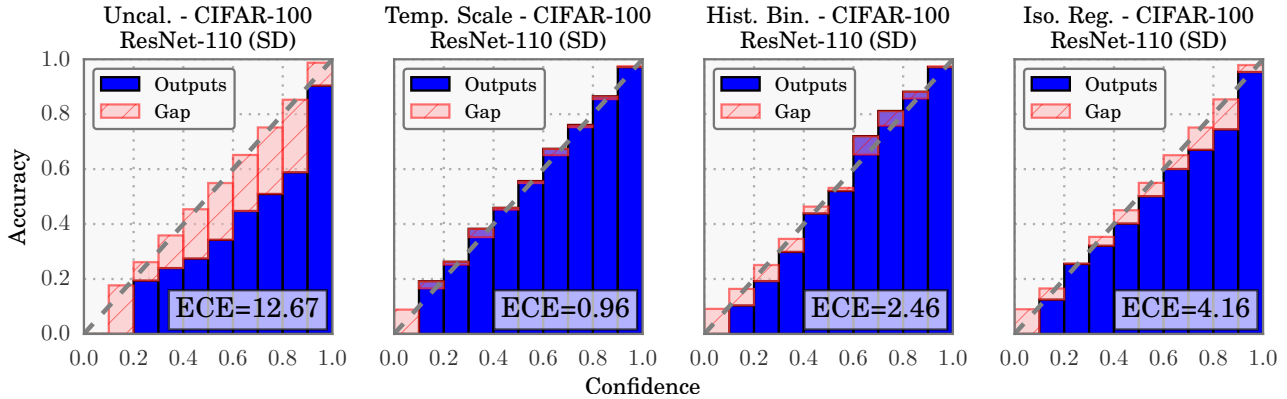 Uncal. - CIFAR-100
ResNet-110 (SD)
Temp. Scale - CIFAR-100
ResNet-110 (SD)
Hist. Bin. - CIFAR-100
ResNet-110 (SD)
Iso. Reg. - CIFAR-100
ResNet-110 (SD)
Accuracy
1.0
0.8
0.6
0.4
0.2
0.0
Outputs
Gap
ECE=12.67
0.0 0.2 0.4 0.6 0.8 1.0
Outputs
Gap
ECE=0.96
0.0 0.2 0.4 0.6 0.8 1.0
Outputs
Gap
ECE=2.46
0.0 0.2 0.4 0.6 0.8 1.0
Outputs
Gap
ECE=4.16
0.0 0.2 0.4 0.6 0.8 1.0
Confidence